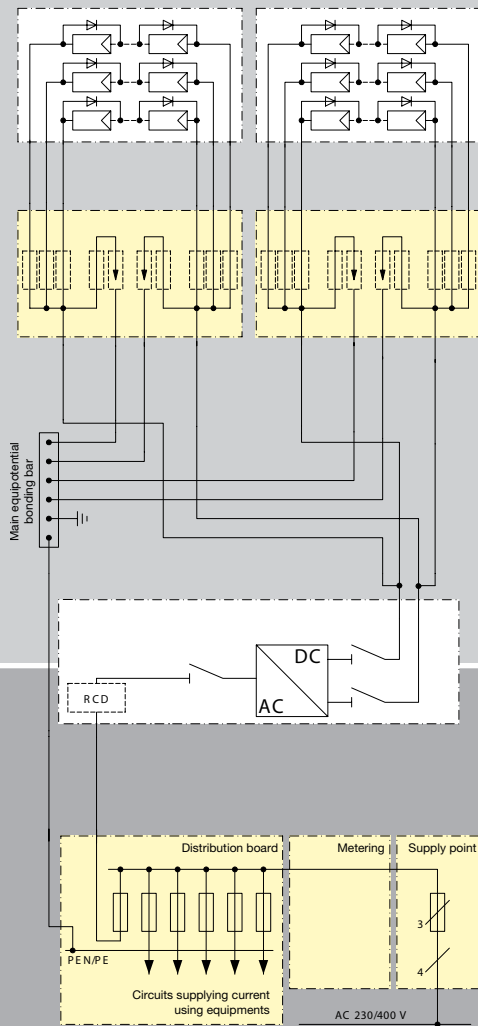 Main equipotential
bonding bar
DC
AC
RCD
Distribution board
Metering
Supply point
3
4
PEN/PE
Circuits supplying current
using equipments
AC 230/400 V